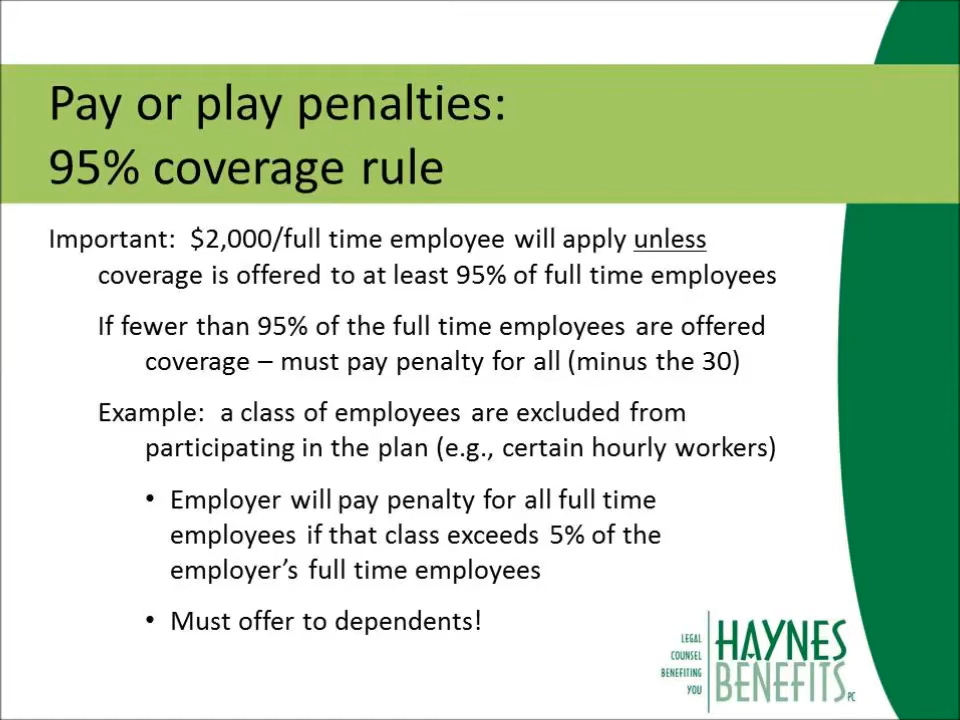 Pay or play penalties:
95% coverage rule
Important:  $2,000/full time employee will apply unless
coverage is offered to at least 95% of full time employees
If fewer than 95% of the full time employees are offered
coverage – must pay penalty for all (minus the 30)
Example:  a class of employees are excluded from
participating in the plan (e.g., certain hourly workers)
• Employer will pay penalty for all full time
employees if that class exceeds 5% of the
employer’s full time employees
• Must offer to dependents!
LEGAL
COUNSEL
BENEFITING
YOU
HAYNES
BENEFITS PC